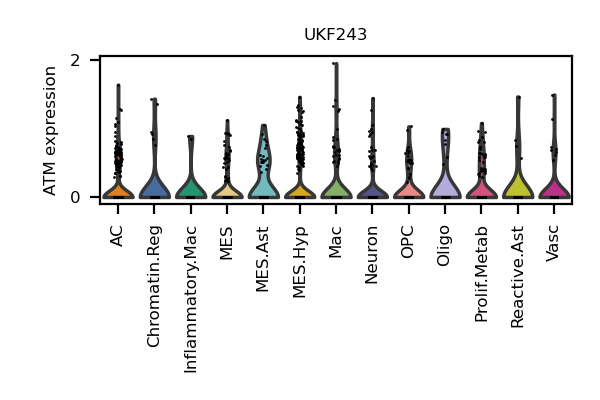 UKF243
ATM expression
2
0
AC
Chromatin.Reg
Inflammatory.Mac
MES
MES.Ast
MES.Hyp
Mac
Neuron
OPC
Oligo
Prolif.Metab
Reactive.Ast
Vasc